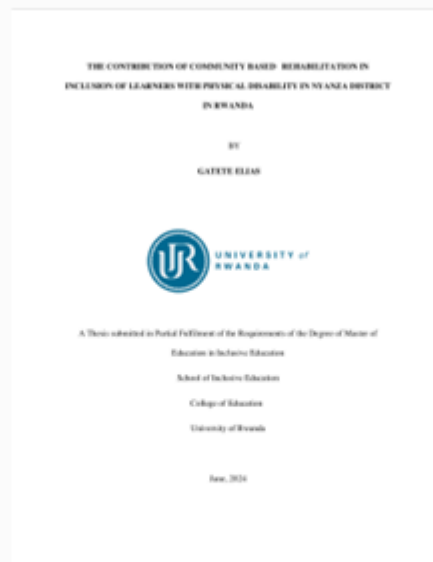 THE CONTRIBUTION OF COMMUNITY BASED REHABILITATION IN
INCLUSION OF LEARNERS WITH PHYSICAL DISABILITY IN NYANZA DISTRICT
IN RWANDA
BY
GATETE ELIAS
UR
UNIVERSITY of
RWANDA
A Thesis submitted in Partial Fulfilment of the Requirements of the Degree of Master of
Education in Inclusive Education
School of Inclusive Education
College of Education
University of Rwanda
June, 2024